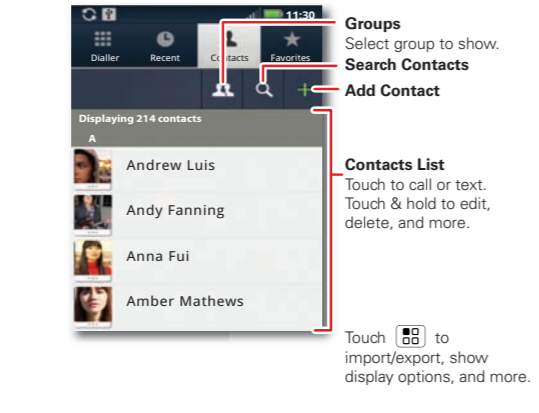 11:30
Dialler
Recent
Contacts
Favorites
Groups
Select group to show.
Search Contacts
Add Contact
Displaying 214 contacts
A
Andrew Luis
Andy Fanning
Anna Fui
Amber Mathews
Contacts List
Touch to call or text.
Touch & hold to edit,
delete, and more.
Touch to
import/export, show
display options, and more.